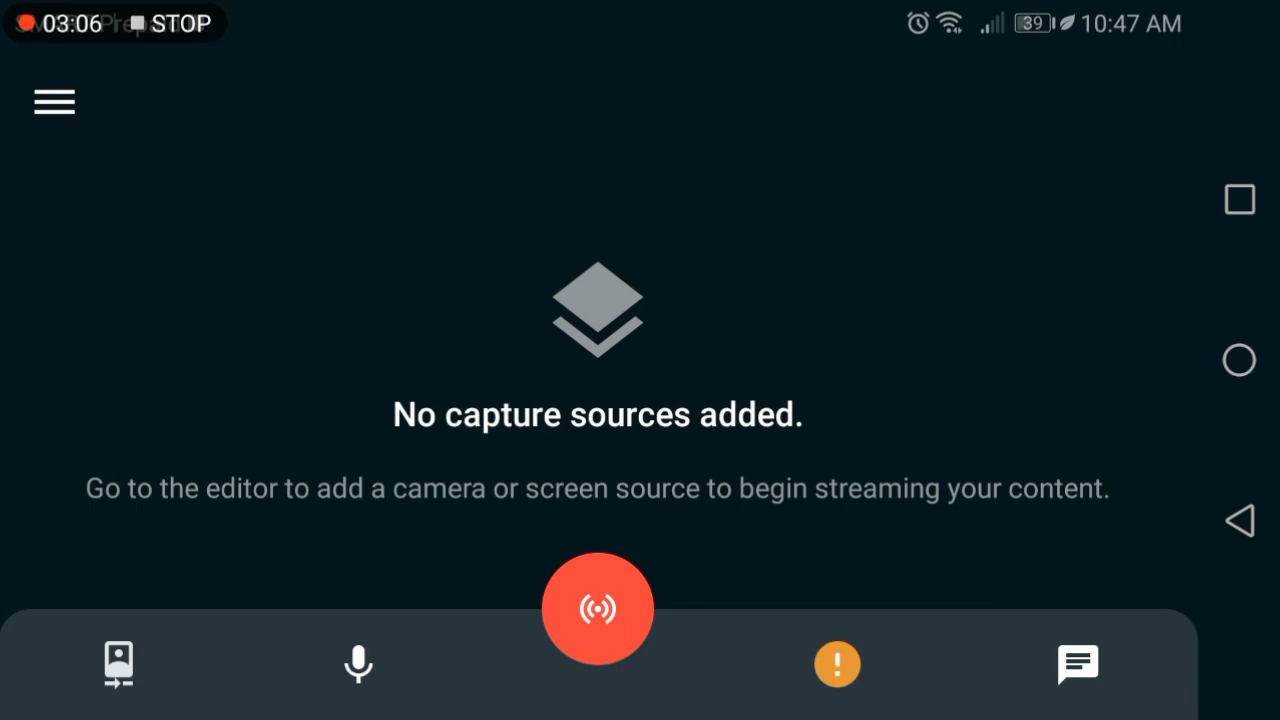 03:06 STOP
39 10:47 AM
No capture sources added.
Go to the editor to add a camera or screen source to begin streaming your content.